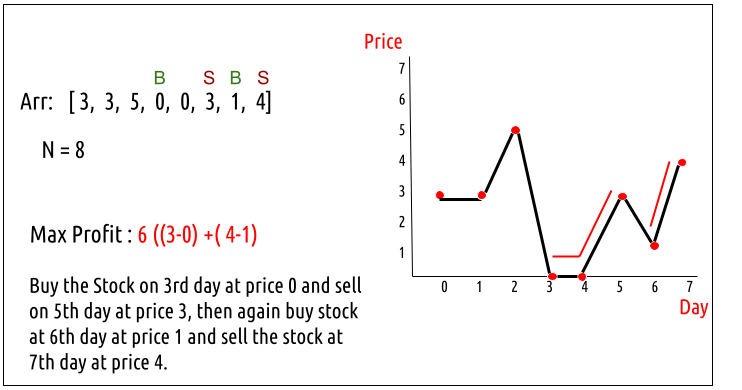 B S B S
Arr: [ 3, 3, 5, 0, 0, 3, 1, 4]
N = 8
Max Profit : 6 ((3-0) +( 4-1)
Buy the Stock on 3rd day at price 0 and sell
on 5th day at price 3, then again buy stock
at 6th day at price 1 and sell the stock at
7th day at price 4.
Price
7
6
5
4
3
2
1
0 1 2 3 4 5 6 7
Day